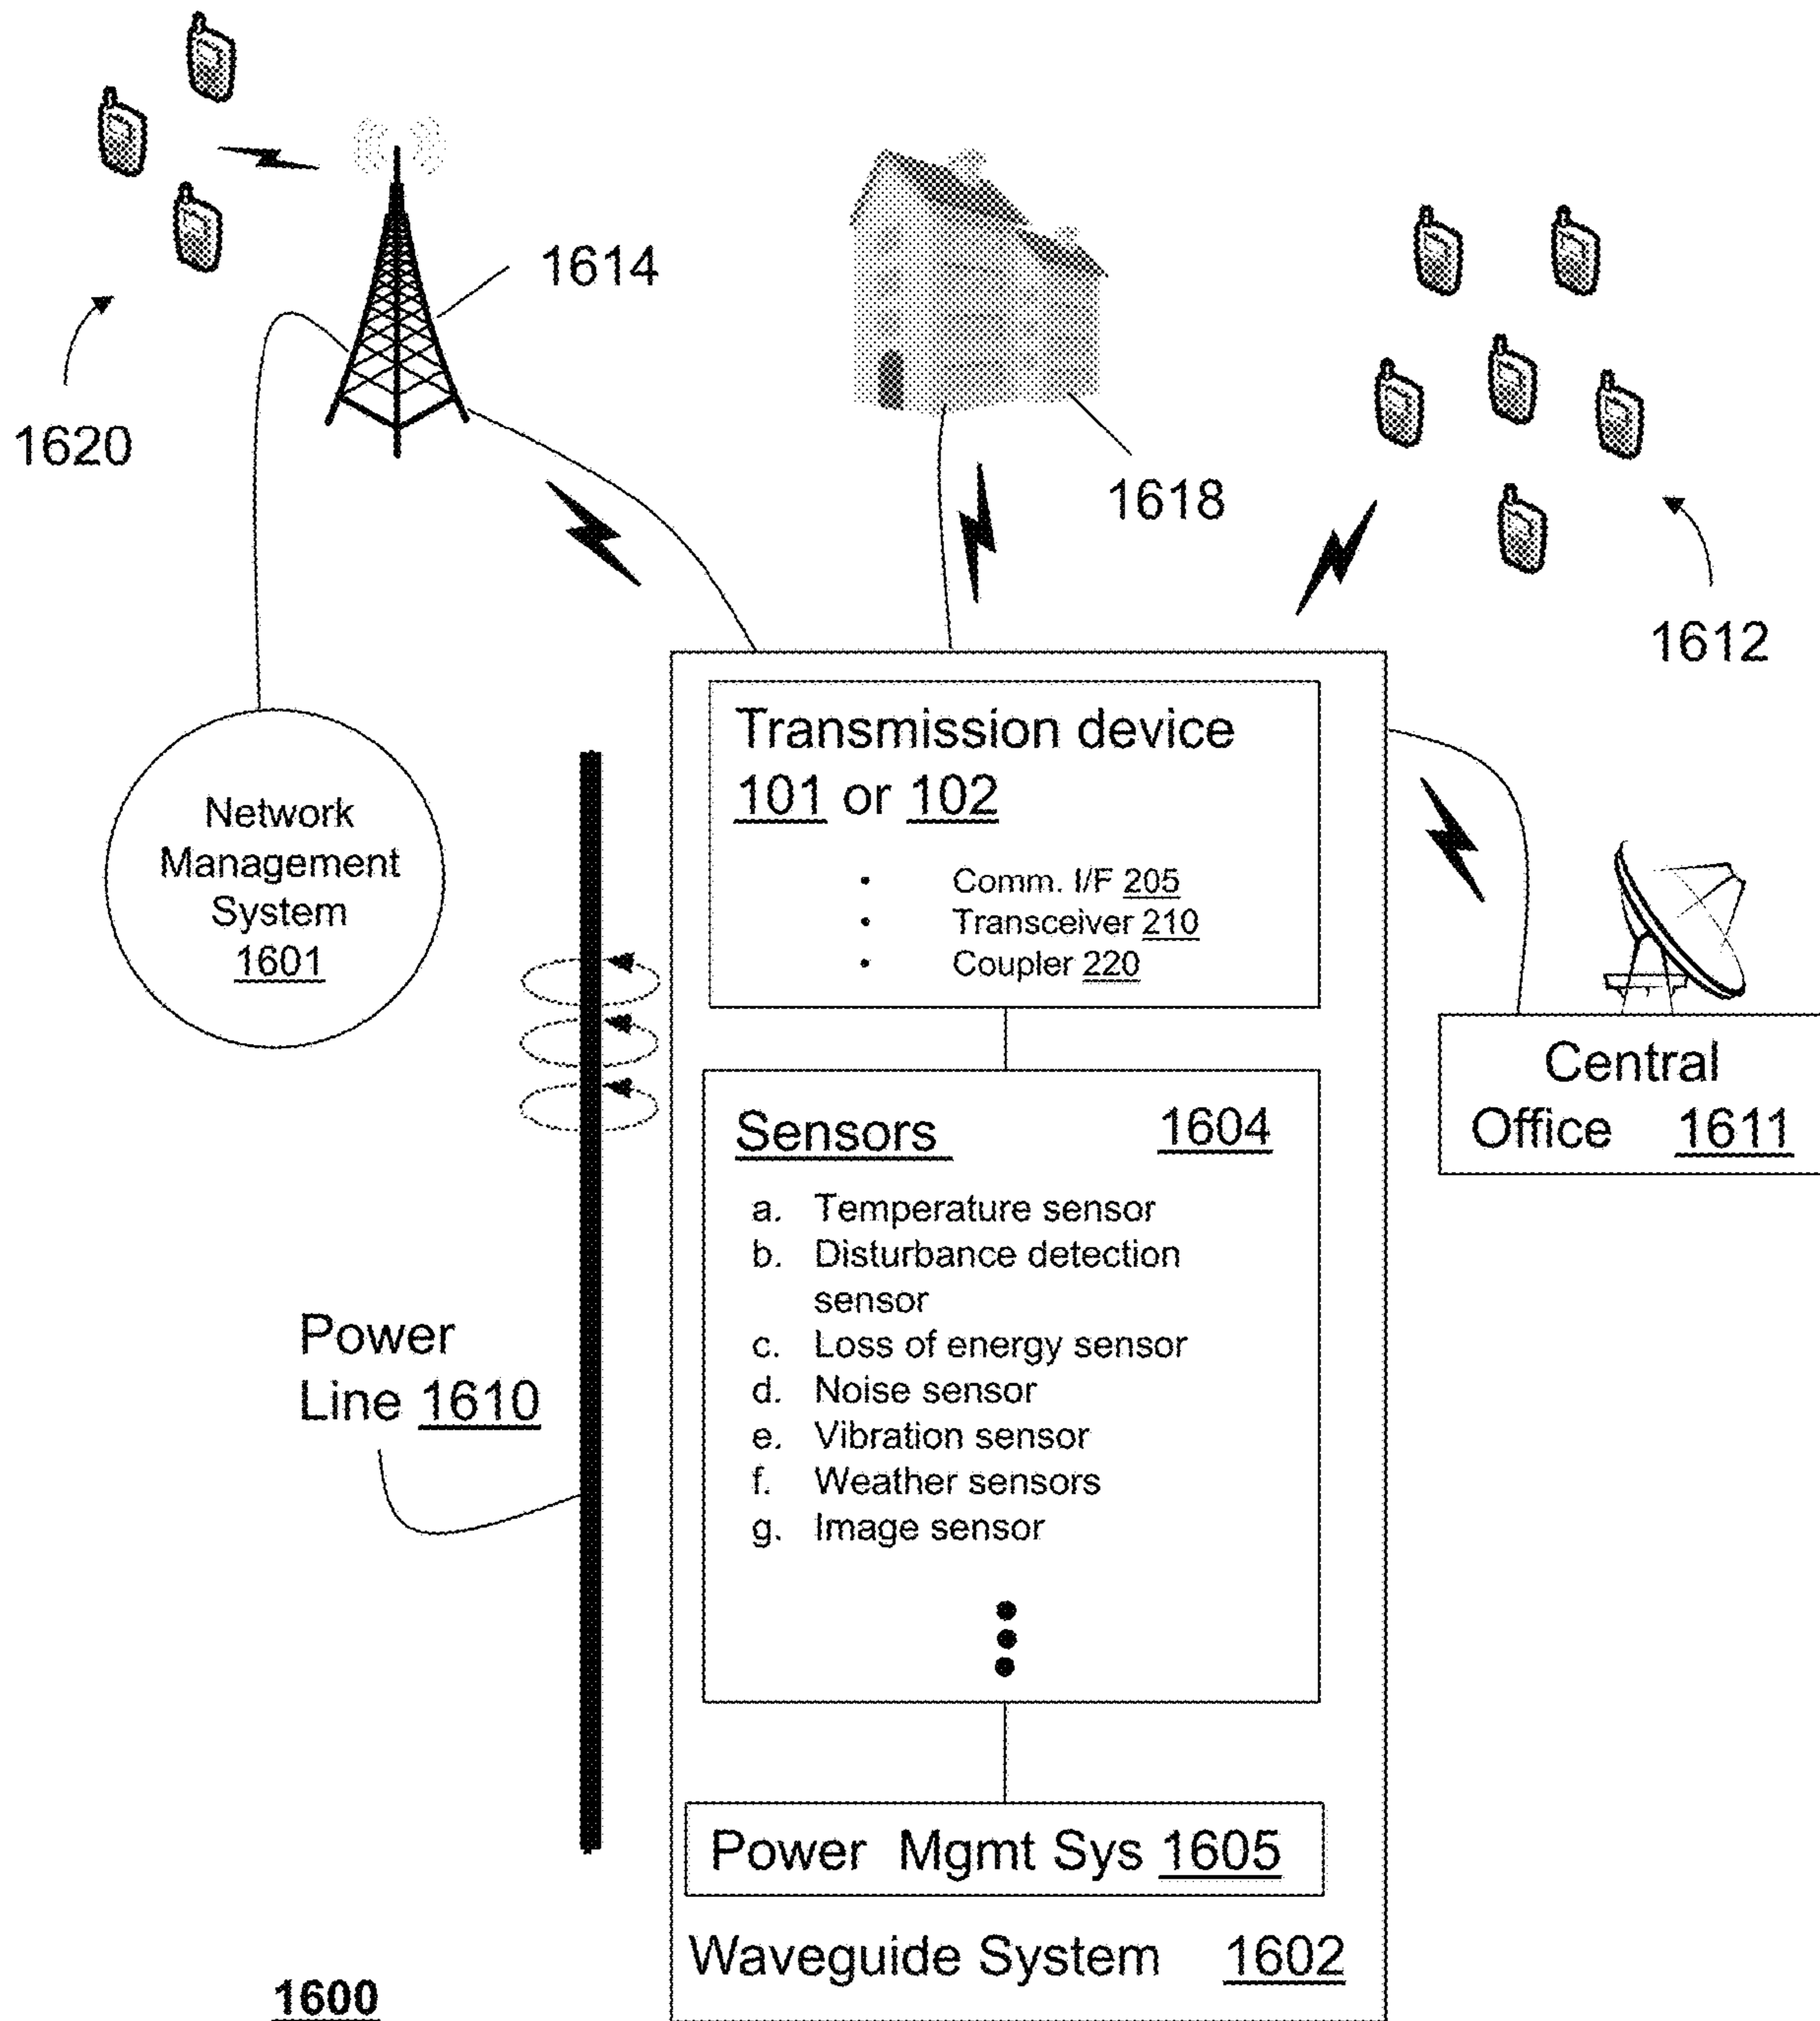 1614
1620
1618
1612
Network
Management
System
1601
Transmission device
101 or 102
• Comm. I/F 205
• Transceiver 210
• Coupler 220
Central
Office 1611
Sensors 1604
a. Temperature sensor
b. Disturbance detection
sensor
c. Loss of energy sensor
d. Noise sensor
e. Vibration sensor
f. Weather sensors
g. Image sensor
Power
Line 1610
Power Mgmt Sys 1605
Waveguide System 1602
1600